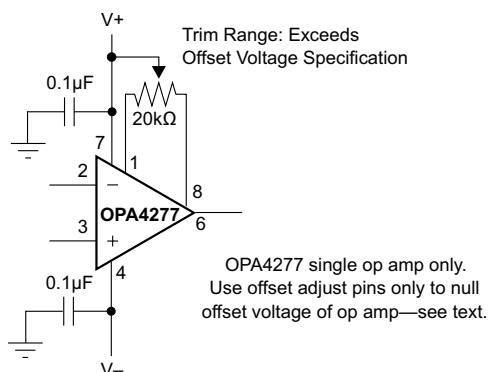 V+
Trim Range: Exceeds
Offset Voltage Specification
0.1µF
20kΩ
7
1
2
−
8
OPA4277
6
3
+
4
0.1µF
OPA4277 single op amp only.
Use offset adjust pins only to null
offset voltage of op amp—see text.
V–